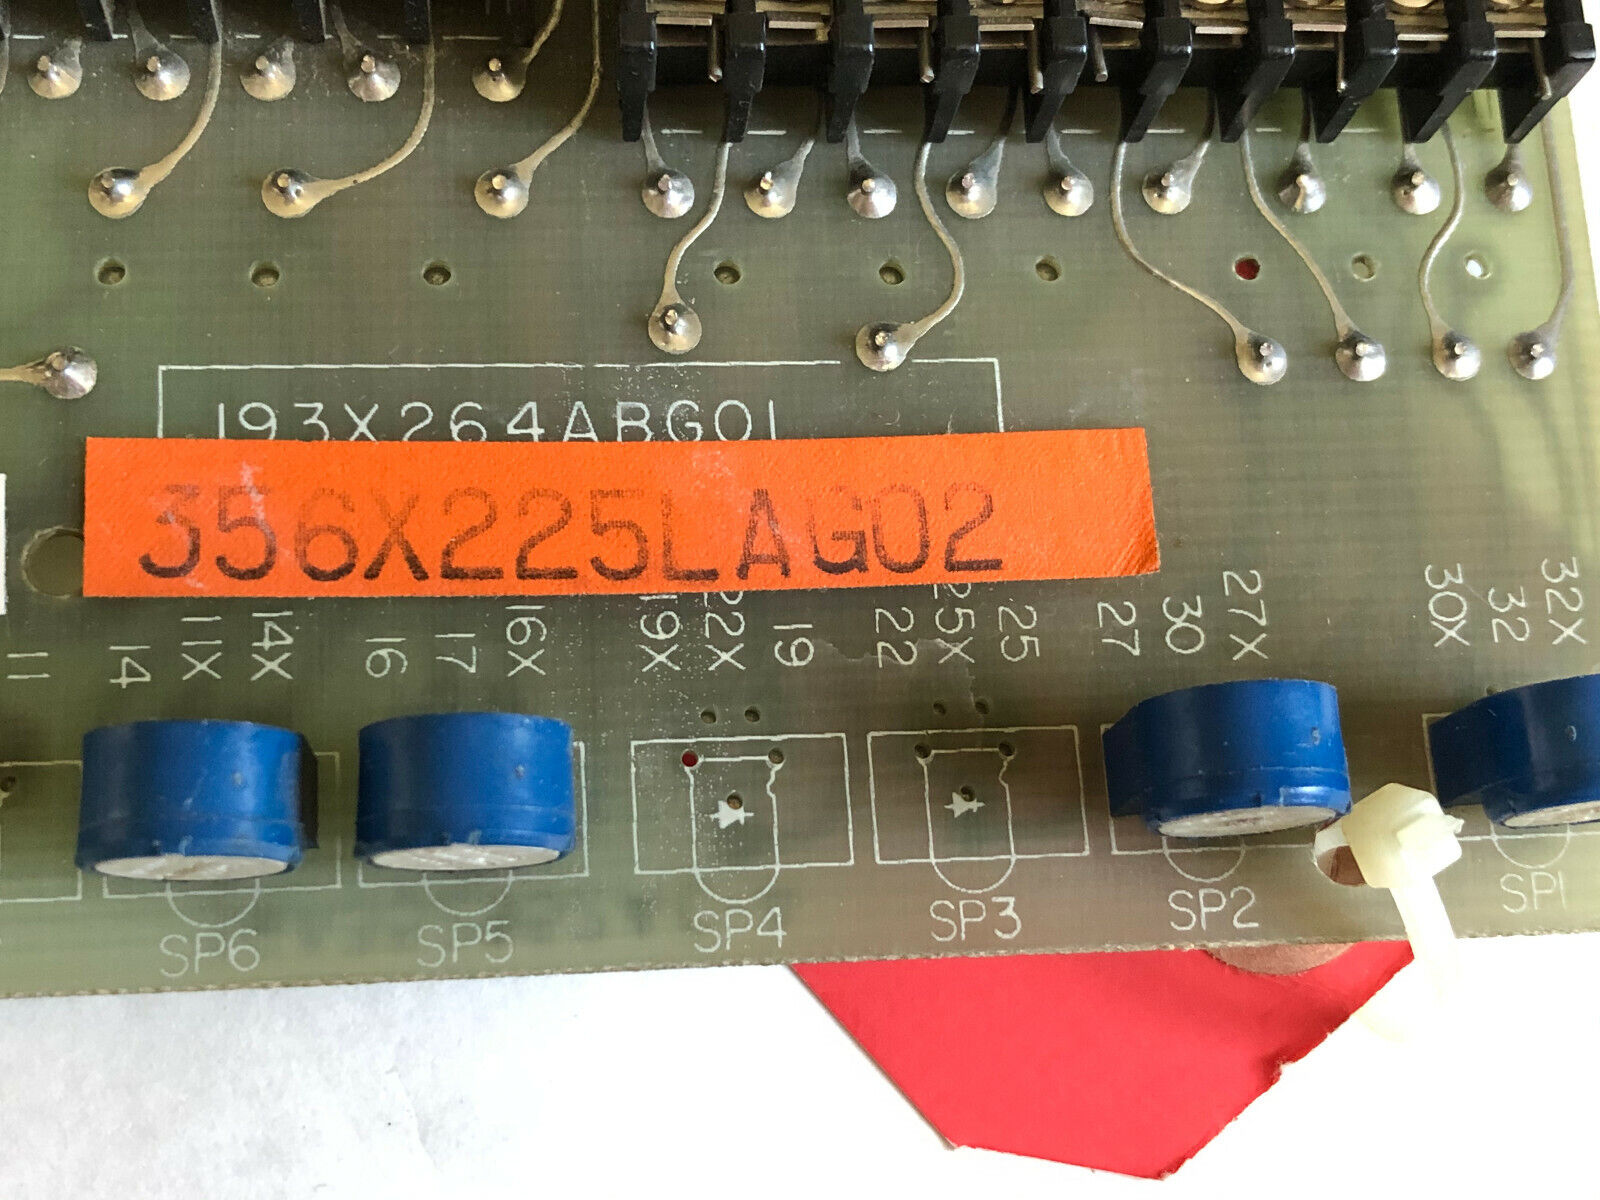 193X264ABG01
356X225LAG02
11
14
11X
14X
16
17
16X
19X
22X
19
22
25X
25
27
30
27X
30X
32
32X
SP6
SP5
SP4
SP3
SP2
SP1